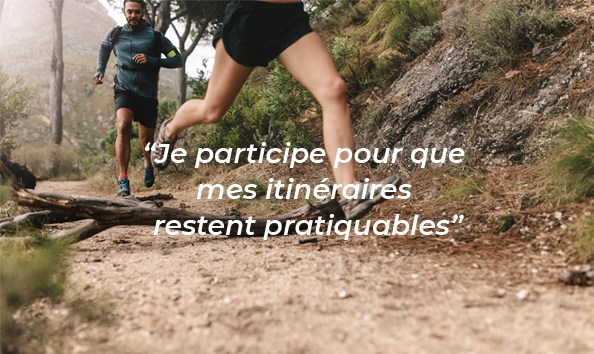 “Je participe pour que
mes itinéraires
restent pratiquables”